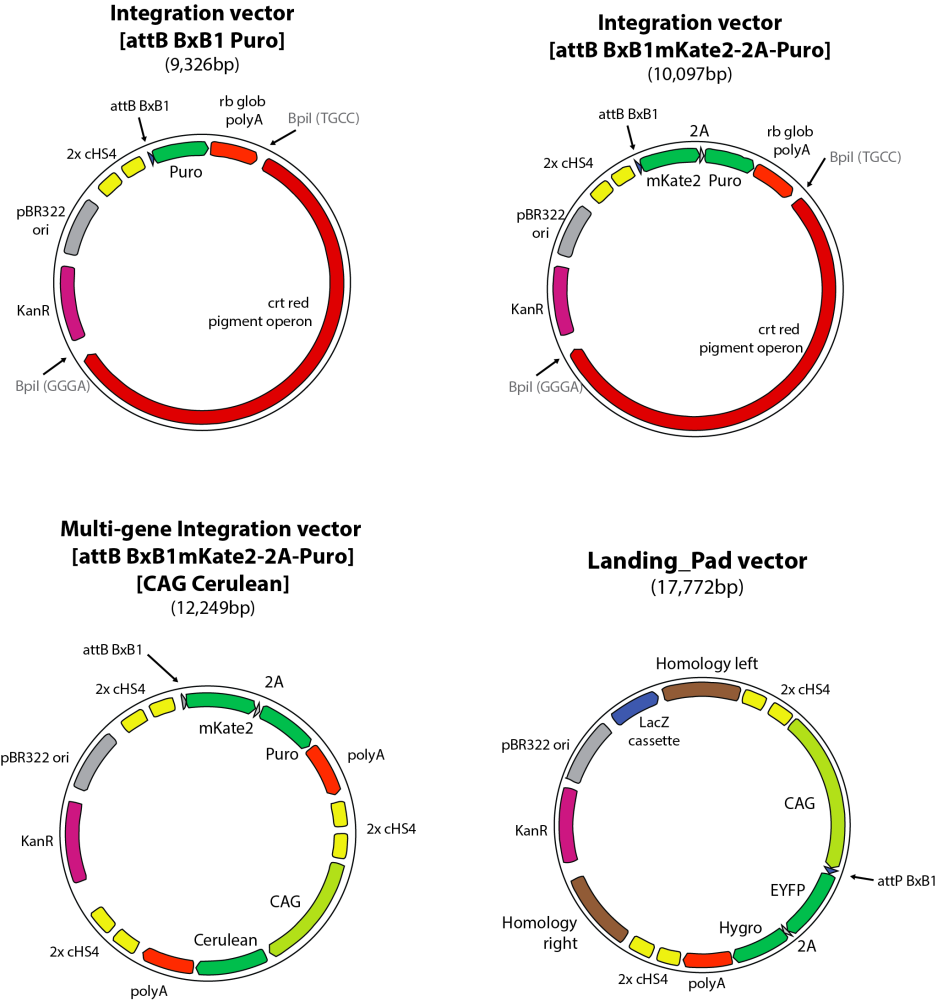 Integration vector
[attB BxB1 Puro]
(9,326bp)
attB BxB1
rb glob
polyA
BpiI (TGCC)
2x cHS4
Puro
pBR322
ori
KanR
crt red
pigment operon
BpiI (GGGA)
Integration vector
[attB BxB1mKate2-2A-Puro]
(10,097bp)
attB BxB1
2A
rb glob
polyA
BpiI (TGCC)
2x cHS4
mKate2
Puro
pBR322
ori
KanR
crt red
pigment operon
BpiI (GGGA)
Multi-gene Integration vector
[attB BxB1mKate2-2A-Puro]
[CAG Cerulean]
(12,249bp)
attB BxB1
2A
2x cHS4
mKate2
Puro
polyA
pBR322 ori
2x cHS4
KanR
CAG
Cerulean
2x cHS4
polyA
Landing_Pad vector
(17,772bp)
Homology left
2x cHS4
LacZ
cassette
pBR322 ori
CAG
KanR
attP BxB1
EYFP
Homology
right
Hygro
2A
2x cHS4
polyA